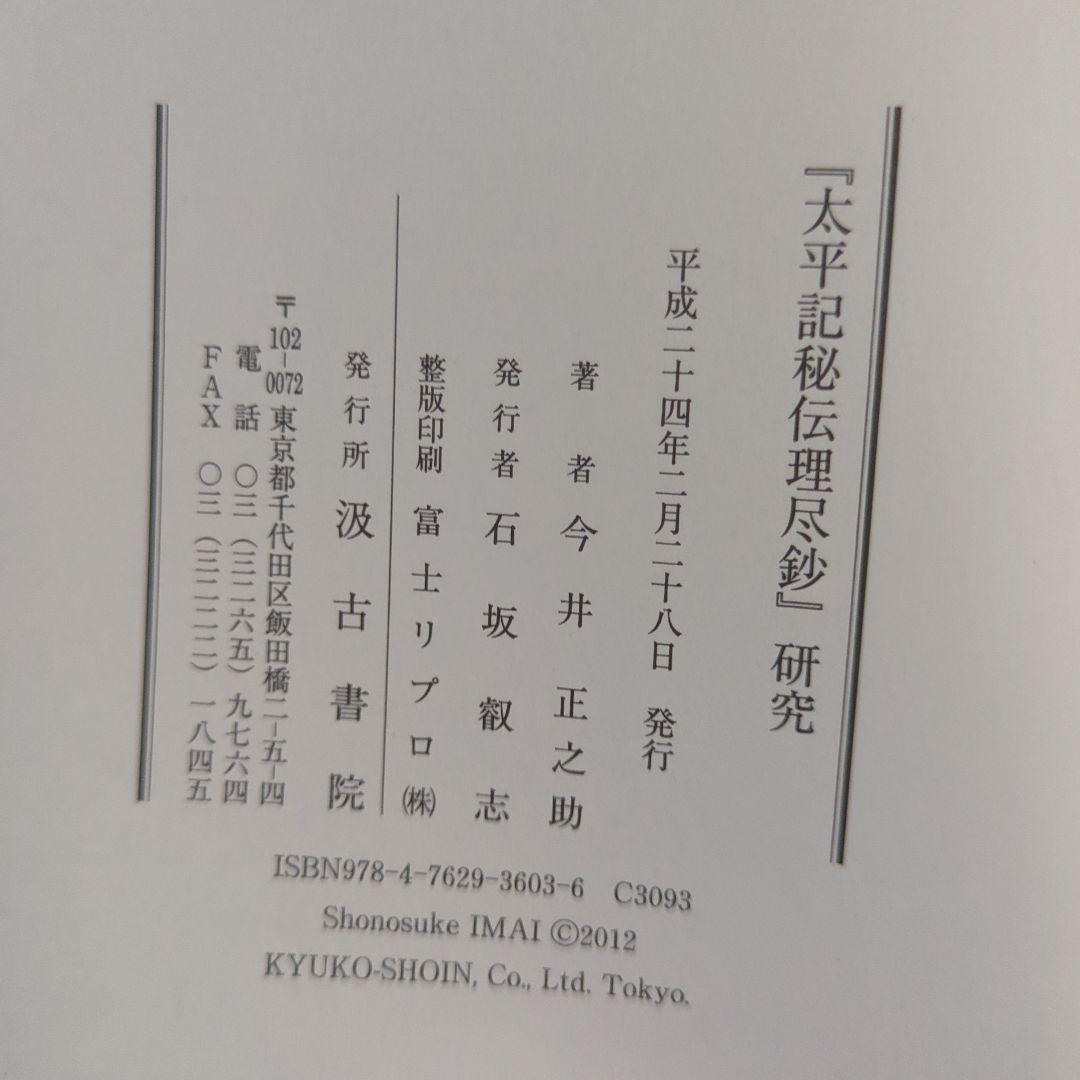 『太平記秘伝理尽鈔』研究
平成二十四年二月二十八日 発行
著者 今井正之助
発行者 石坂叡志
整版印刷 富士リプロ㈱
発行所 汲古書院
〒102-0072 東京都千代田区飯田橋二-五-四
電話 〇三(三二六五)九七六四
FAX 〇三(三二二二)一八四五
ISBN978-4-7629-3603-6 C3093
Shonosuke IMAI ©2012
KYUKO-SHOIN, Co., Ltd. Tokyo.